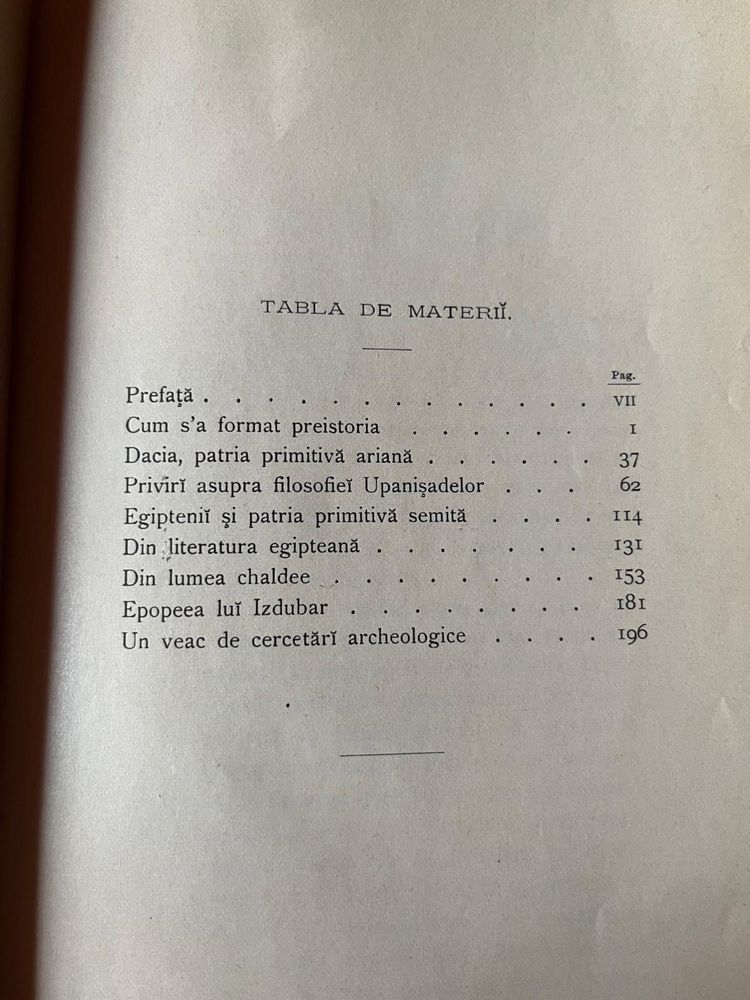 TABLA DE MATERIĬ.
Pag.
Prefață . . . . . . . . . . . . . VII
Cum s'a format preistoria . . . . . . 1
Dacia, patria primitivă ariană . . . . . . 37
Privirĭ asupra filosofieĭ Upanișadelor . . . 62
Egipteniĭ și patria primitivă semită . . . . 114
Din literatura egipteană . . . . . . . 131
Din lumea chaldee . . . . . . . . . 153
Epopeea luĭ Izdubar . . . . . . . . 181
Un veac de cercetărĭ archeologice . . . . 196